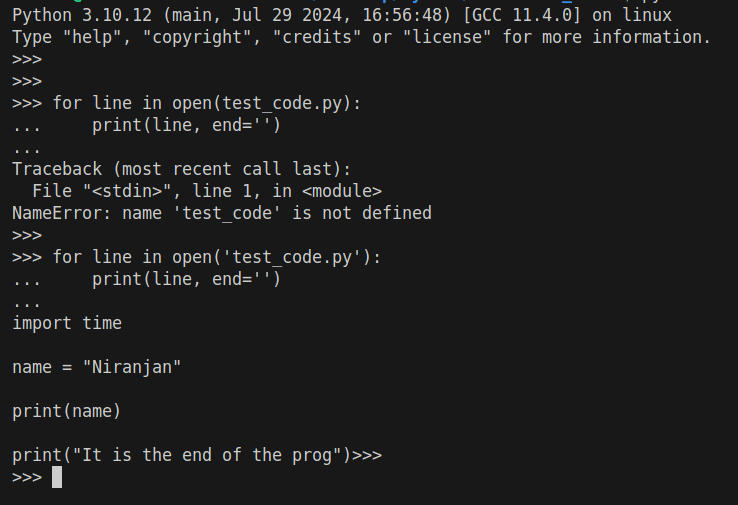 Python 3.10.12 (main, Jul 29 2024, 16:56:48) [GCC 11.4.0] on linux
Type "help", "copyright", "credits" or "license" for more information.
>>>
>>>
>>> for line in open(test_code.py):
...     print(line, end='')
...
Traceback (most recent call last):
  File "<stdin>", line 1, in <module>
NameError: name 'test_code' is not defined
>>>
>>> for line in open('test_code.py'):
...     print(line, end='')
...
import time

name = "Niranjan"

print(name)

print("It is the end of the prog")>>>
>>>